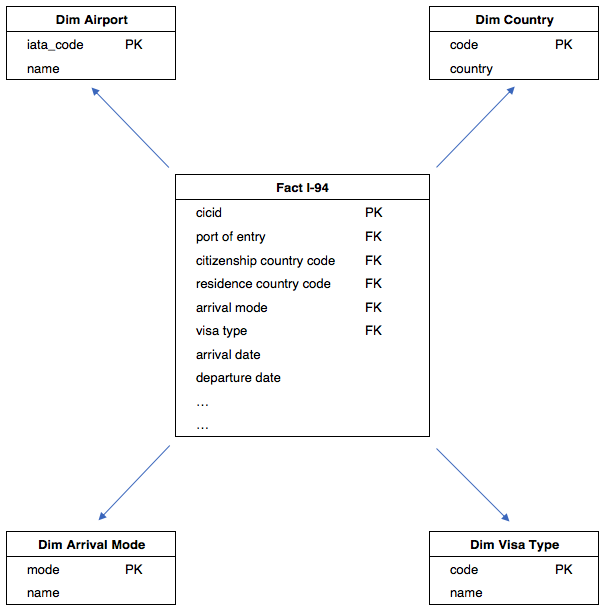 Dim Airport
iata_code PK
name
Dim Country
code PK
country
Fact I-94
cicid PK
port of entry FK
citizenship country code FK
residence country code FK
arrival mode FK
visa type FK
arrival date
departure date
…
…
Dim Arrival Mode
mode PK
name
Dim Visa Type
code PK
name